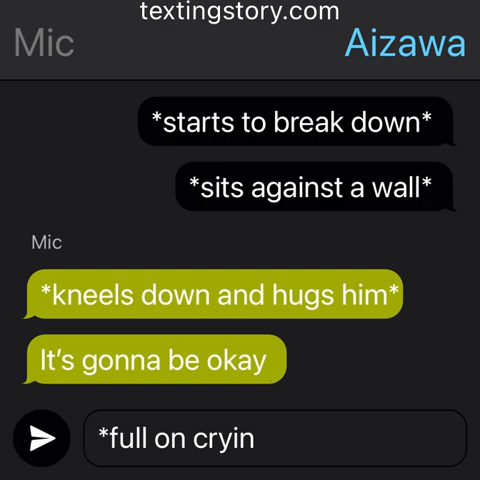 textingstory.com
Mic
Aizawa
*starts to break down*
*sits against a wall*
Mic
*kneels down and hugs him*
It’s gonna be okay
*full on cryin